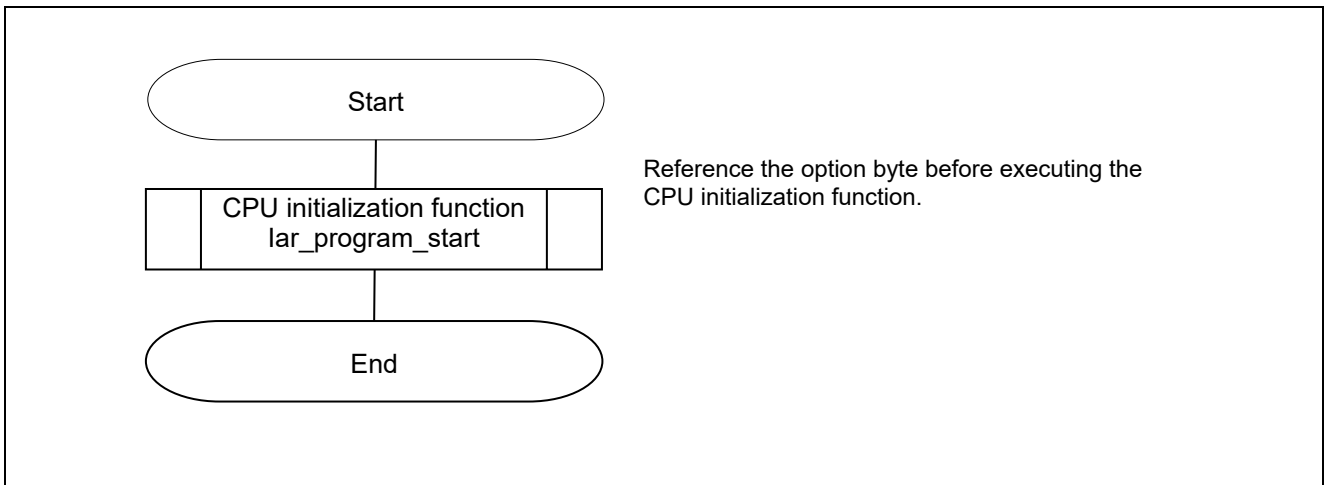 Start
Reference the option byte before executing the
CPU initialization function.
CPU initialization function
Iar_program_start
End